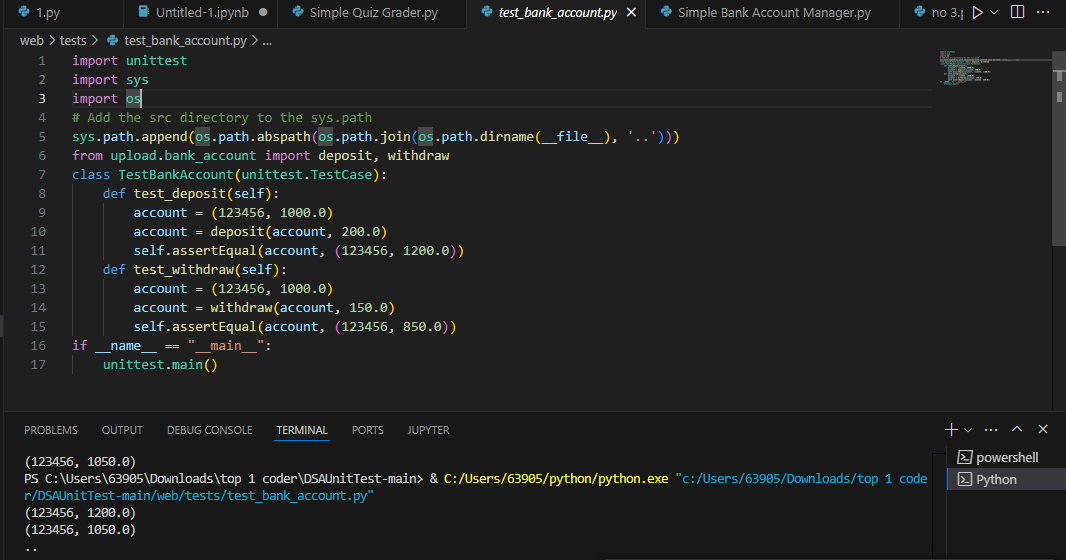 1.py Untitled-1.ipynb Simple Quiz Grader.py test_bank_account.py Simple Bank Account Manager.py no 3.
web > tests > test_bank_account.py > ...
1 import unittest
2 import sys
3 import os
4 # Add the src directory to the sys.path
5 sys.path.append(os.path.abspath(os.path.join(os.path.dirname(__file__), '..')))
6 from upload.bank_account import deposit, withdraw
7 class TestBankAccount(unittest.TestCase):
8 def test_deposit(self):
9 account = (123456, 1000.0)
10 account = deposit(account, 200.0)
11 self.assertEqual(account, (123456, 1200.0))
12 def test_withdraw(self):
13 account = (123456, 1000.0)
14 account = withdraw(account, 150.0)
15 self.assertEqual(account, (123456, 850.0))
16 if __name__ == "__main__":
17 unittest.main()
PROBLEMS OUTPUT DEBUG CONSOLE TERMINAL PORTS JUPYTER
(123456, 1050.0)
PS C:\Users\63905\Downloads\top 1 coder\DSAUnitTest-main> & C:/Users/63905/python/python.exe "c:/Users/63905/Downloads/top 1 code
r/DSAUnitTest-main/web/tests/test_bank_account.py"
(123456, 1200.0)
(123456, 1050.0)
..
powershell
Python